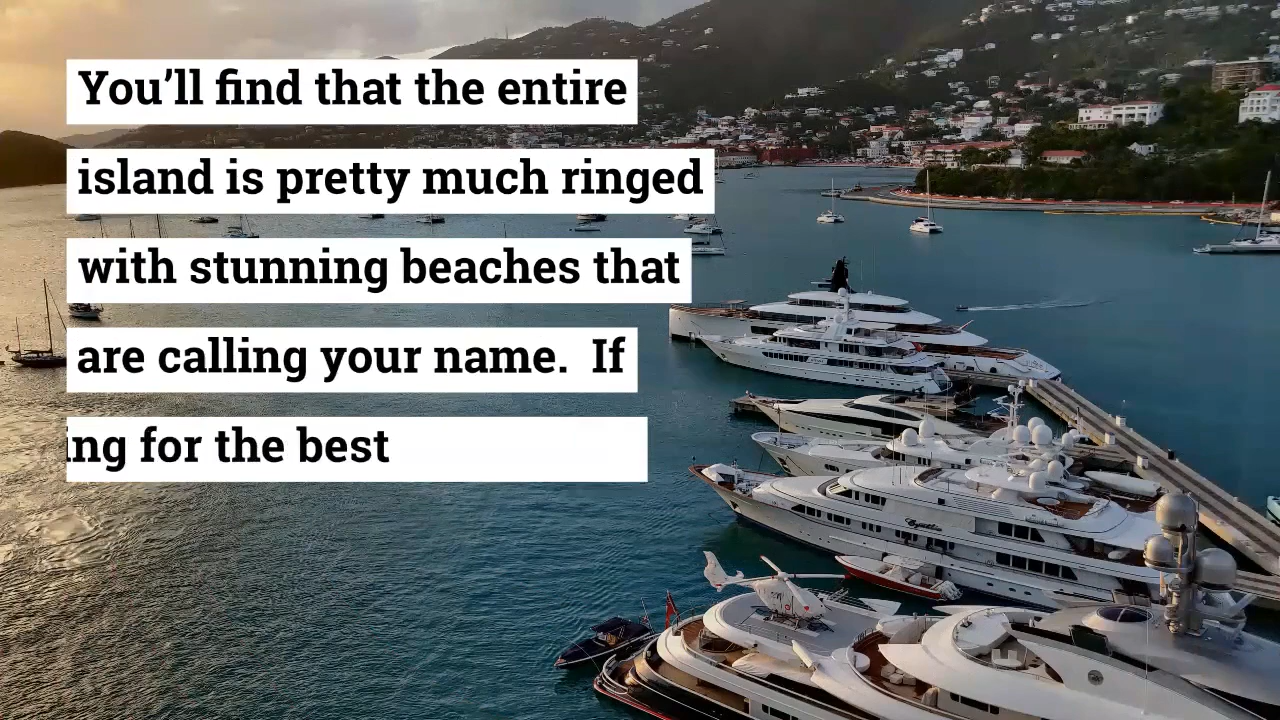 You’ll find that the entire
island is pretty much ringed
with stunning beaches that
are calling your name.  If
ing for the best